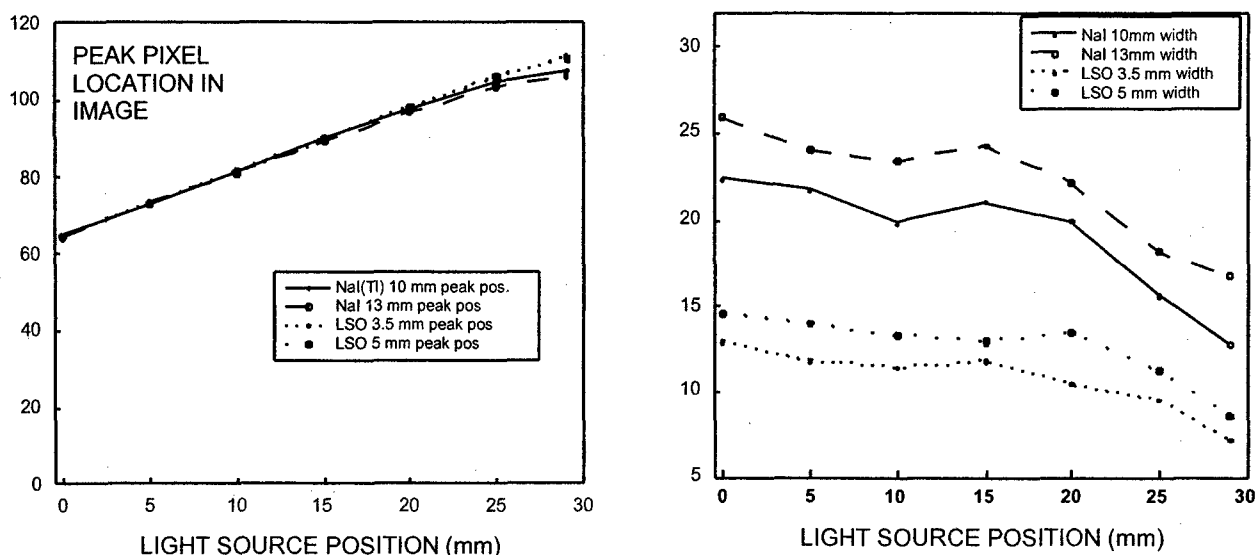 120
100
80
60
40
20
0
PEAK PIXEL
LOCATION IN
IMAGE
NaI(Tl) 10 mm peak pos.
NaI 13 mm peak pos
LSO 3.5 mm peak pos
LSO 5 mm peak pos
0 5 10 15 20 25 30
LIGHT SOURCE POSITION (mm)
30
25
20
15
10
5
NaI 10mm width
NaI 13mm width
LSO 3.5 mm width
LSO 5 mm width
0 5 10 15 20 25 30
LIGHT SOURCE POSITION (mm)